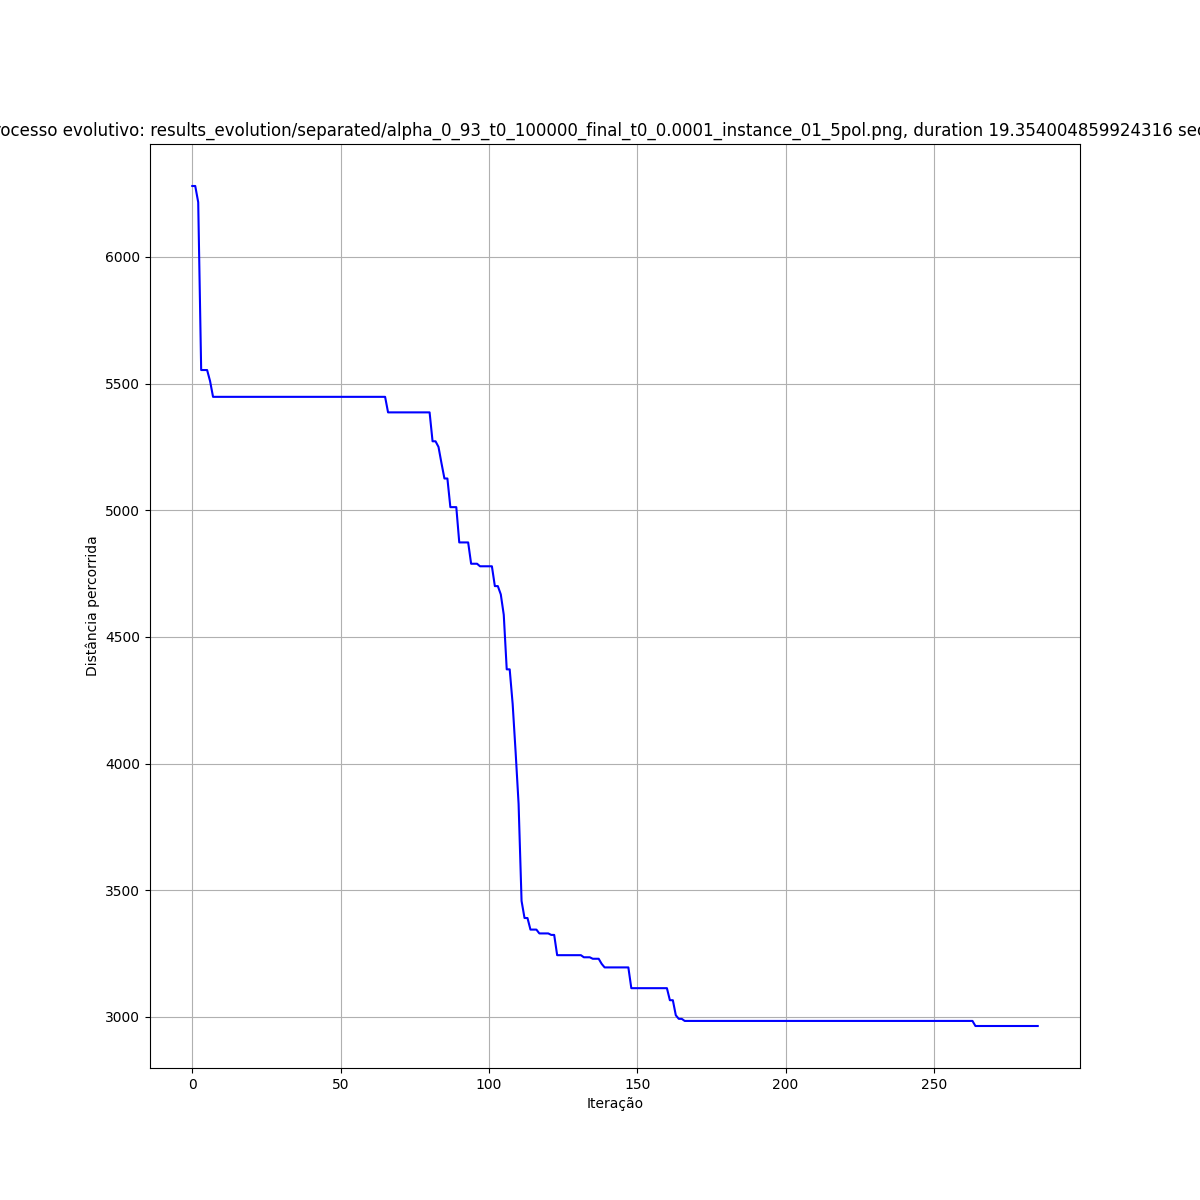 ocesso evolutivo: results_evolution/separated/alpha_0_93_t0_100000_final_t0_0.0001_instance_01_5pol.png, duration 19.354004859924316 sec
6000
5500
5000
4500
4000
3500
3000
Distância percorrida
0 50 100 150 200 250
Iteração